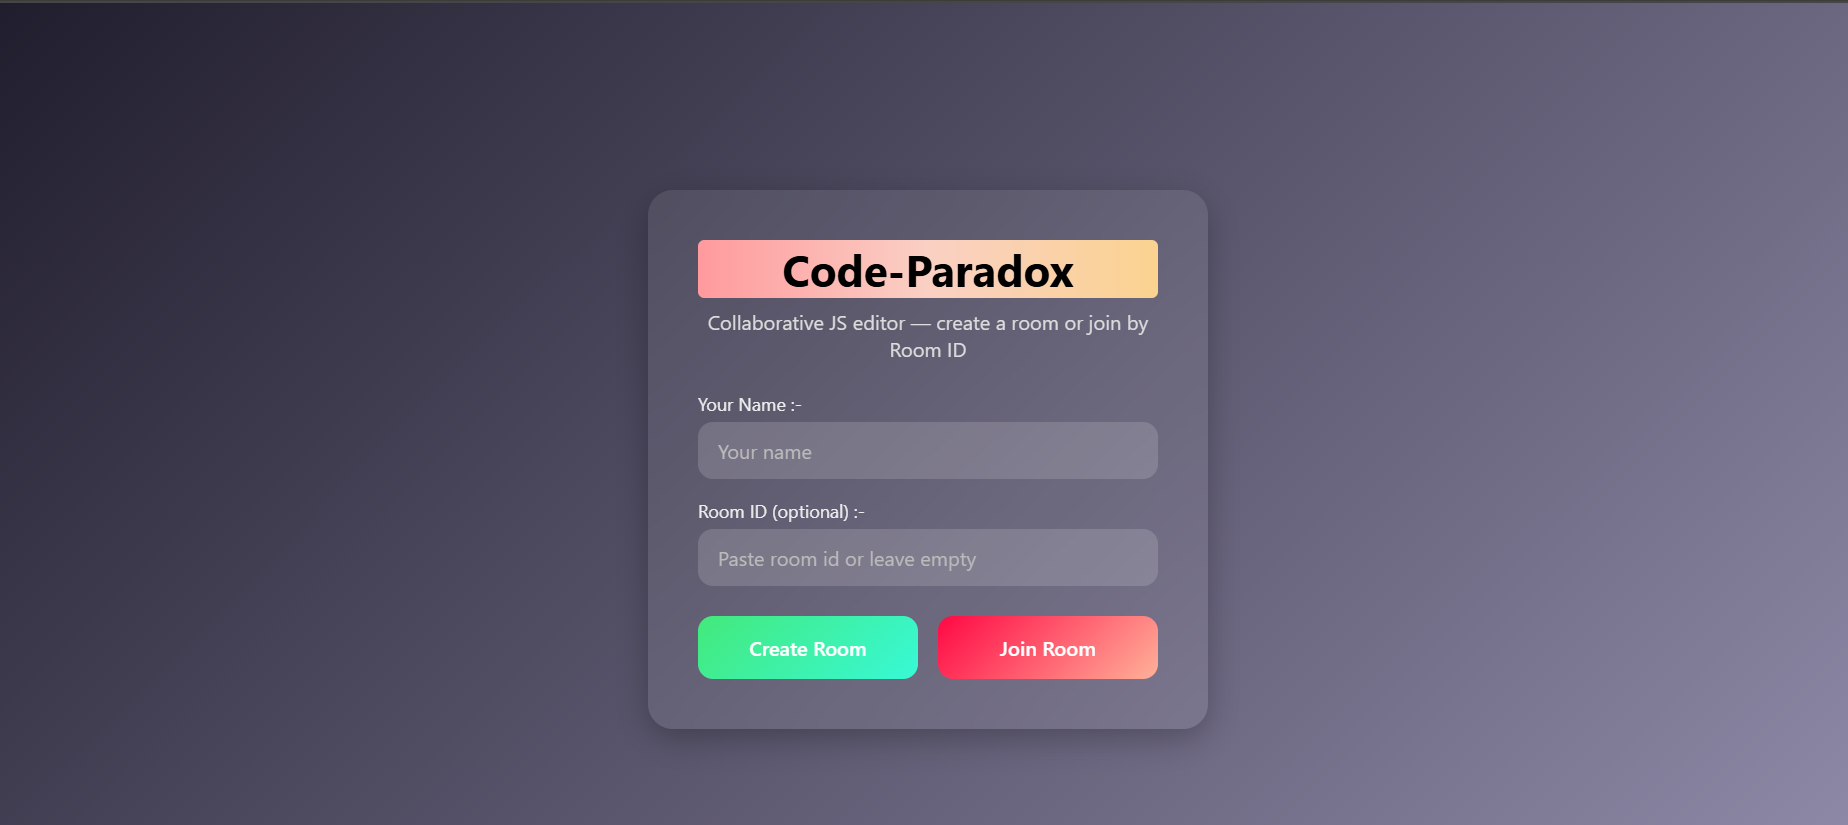 Code-Paradox
Collaborative JS editor — create a room or join by
Room ID
Your Name :-
Your name
Room ID (optional) :-
Paste room id or leave empty
Create Room
Join Room